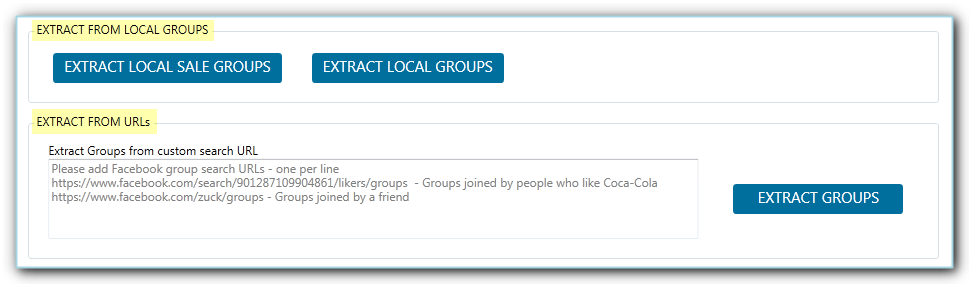 EXTRACT FROM LOCAL GROUPS
EXTRACT LOCAL SALE GROUPS
EXTRACT LOCAL GROUPS
EXTRACT FROM URLs
Extract Groups from custom search URL
Please add Facebook group search URLs - one per line
https://www.facebook.com/search/901287109904861/likers/groups - Groups joined by people who like Coca-Cola
https://www.facebook.com/zuck/groups - Groups joined by a friend
EXTRACT GROUPS